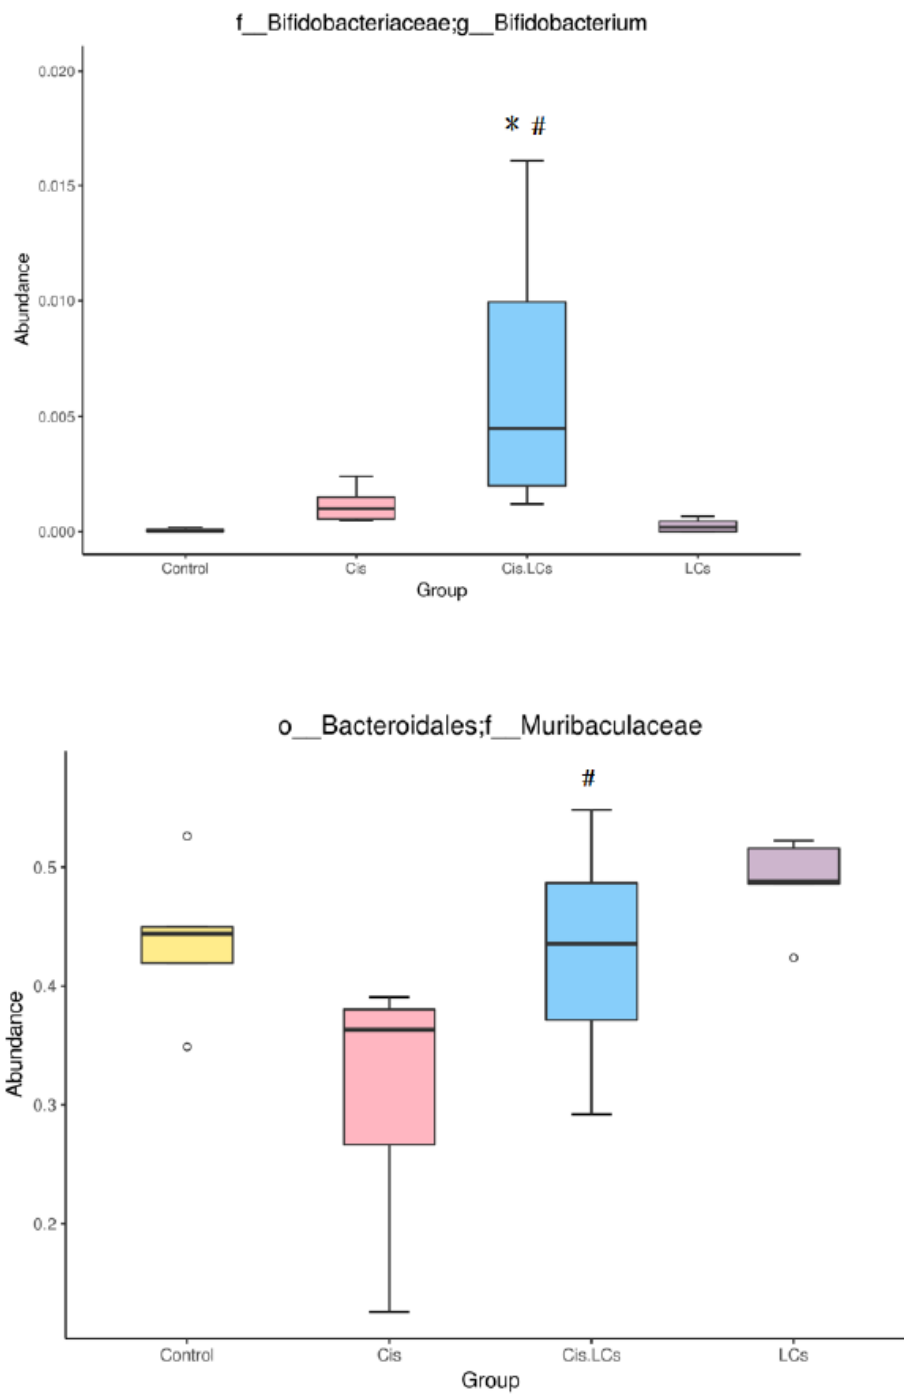 f__Bifidobacteriaceae;g__Bifidobacterium
0.020
* #
0.015
Abundance
0.010
0.005
0.000
Control Cis Cis.LCs LCs
Group
o__Bacteroidales;f__Muribaculaceae
#
0.5
0.4
Abundance
0.3
0.2
Control Cis Cis.LCs LCs
Group